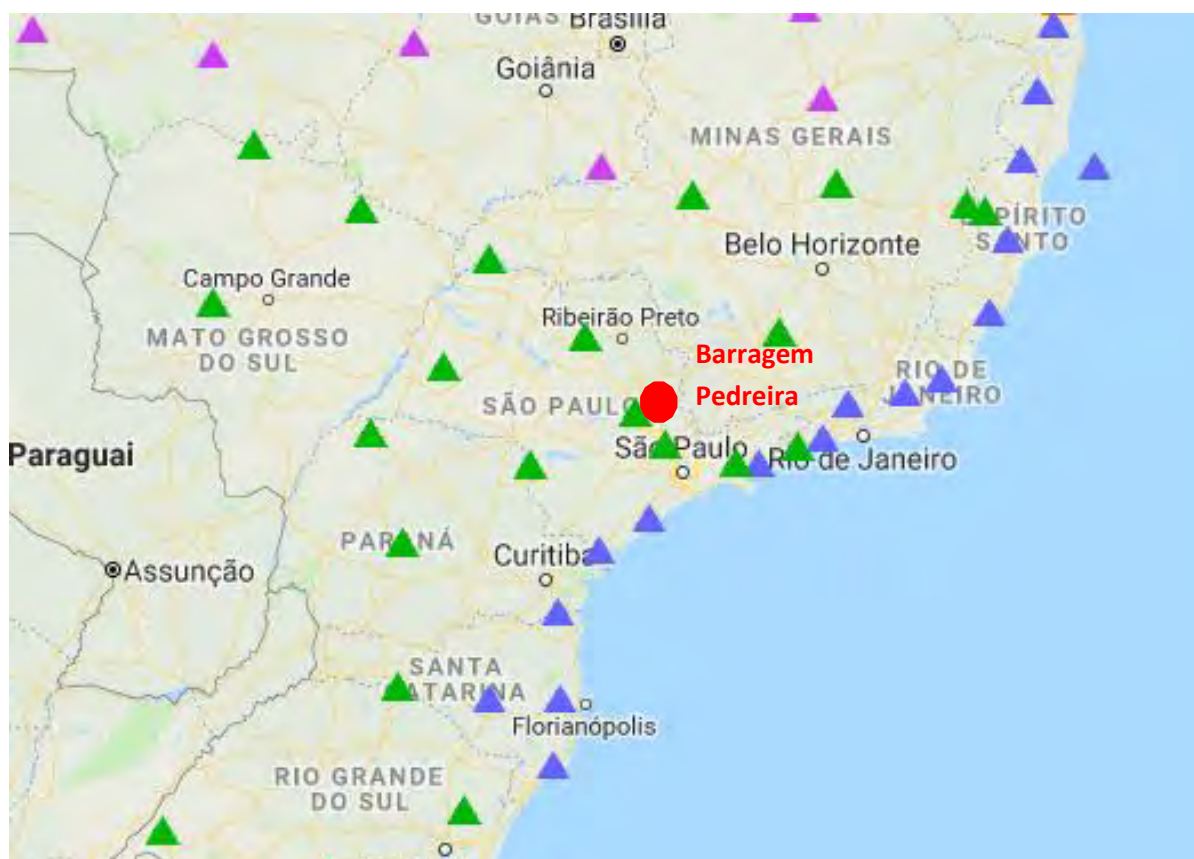 GOIÁS
Brasília
Goiânia
MINAS GERAIS
ESPÍRITO
SANTO
Belo Horizonte
Campo Grande
MATO GROSSO
DO SUL
Ribeirão Preto
Barragem
Pedreira
RIO DE
JANEIRO
SÃO PAULO
São Paulo
Rio de Janeiro
Paraguai
PARANÁ
Curitiba
Assunção
SANTA
CATARINA
Florianópolis
RIO GRANDE
DO SUL